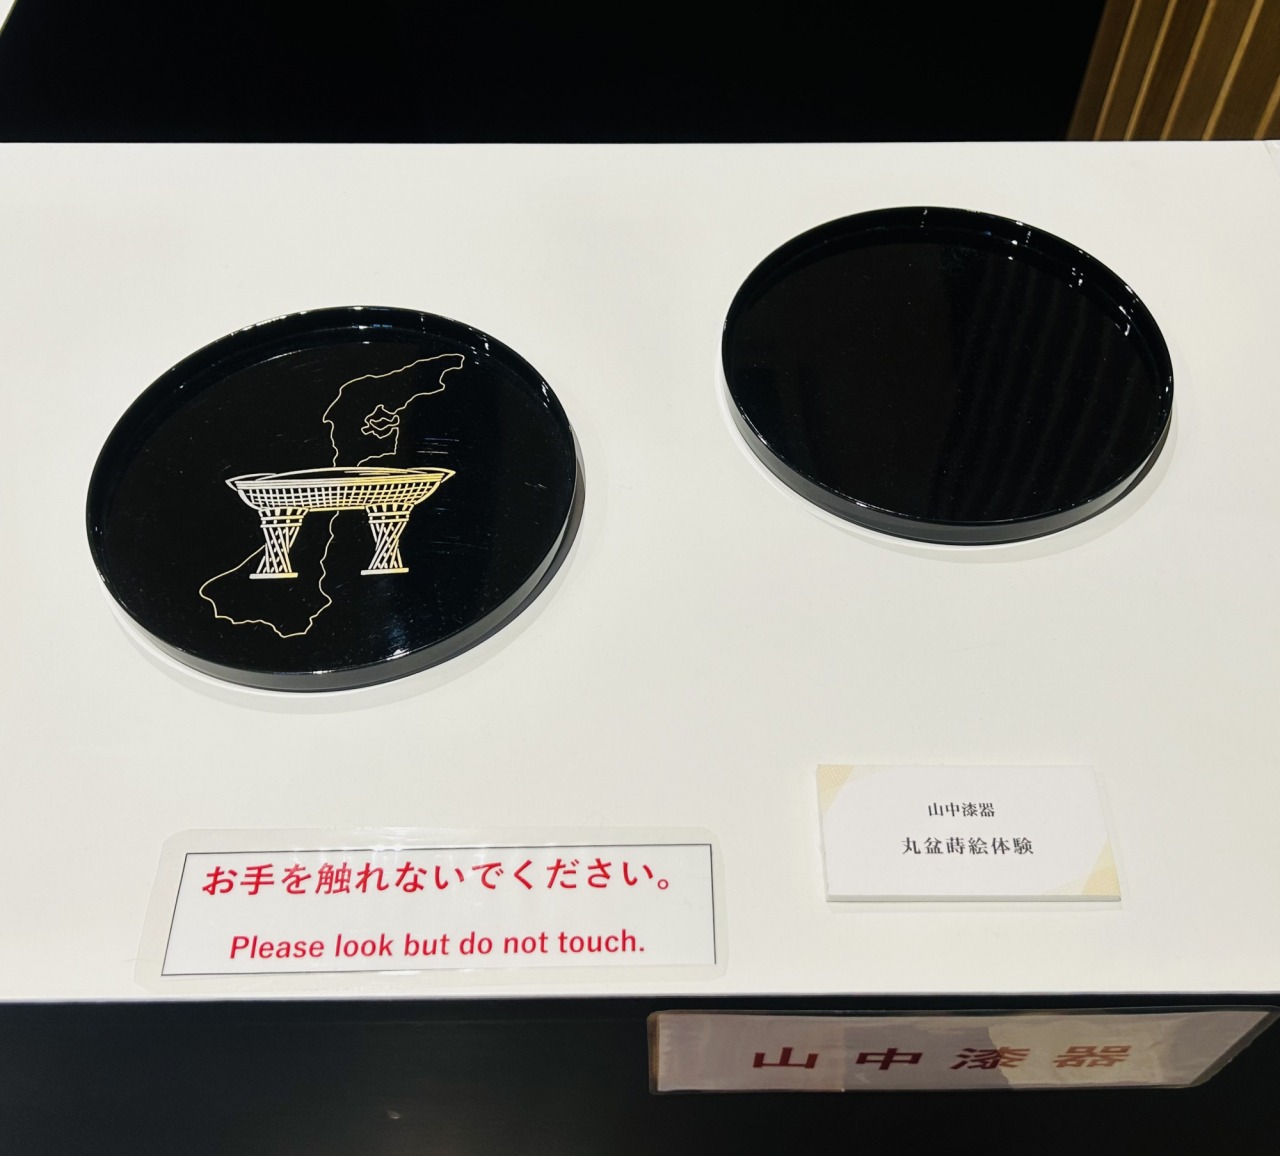 山中漆器
丸盆蒔絵体験
お手を触れないでください。
Please look but do not touch.
山中漆器